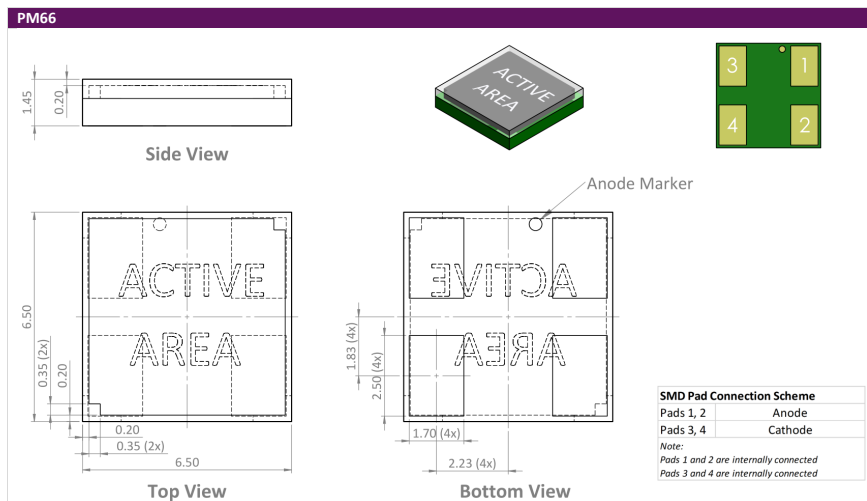 PM66
1.45
0.20
Side View
ACTIVE
AREA
3
1
4
2
Anode Marker
6.50
0.35 (2x)
0.20
ACTIVE
AREA
0.20
0.35 (2x)
6.50
Top View
1.83 (4x)
2.50 (4x)
ACTIVE
AREA
1.70 (4x)
2.23 (4x)
Bottom View
SMD Pad Connection Scheme
Pads 1, 2 Anode
Pads 3, 4 Cathode
Note:
Pads 1 and 2 are internally connected
Pads 3 and 4 are internally connected